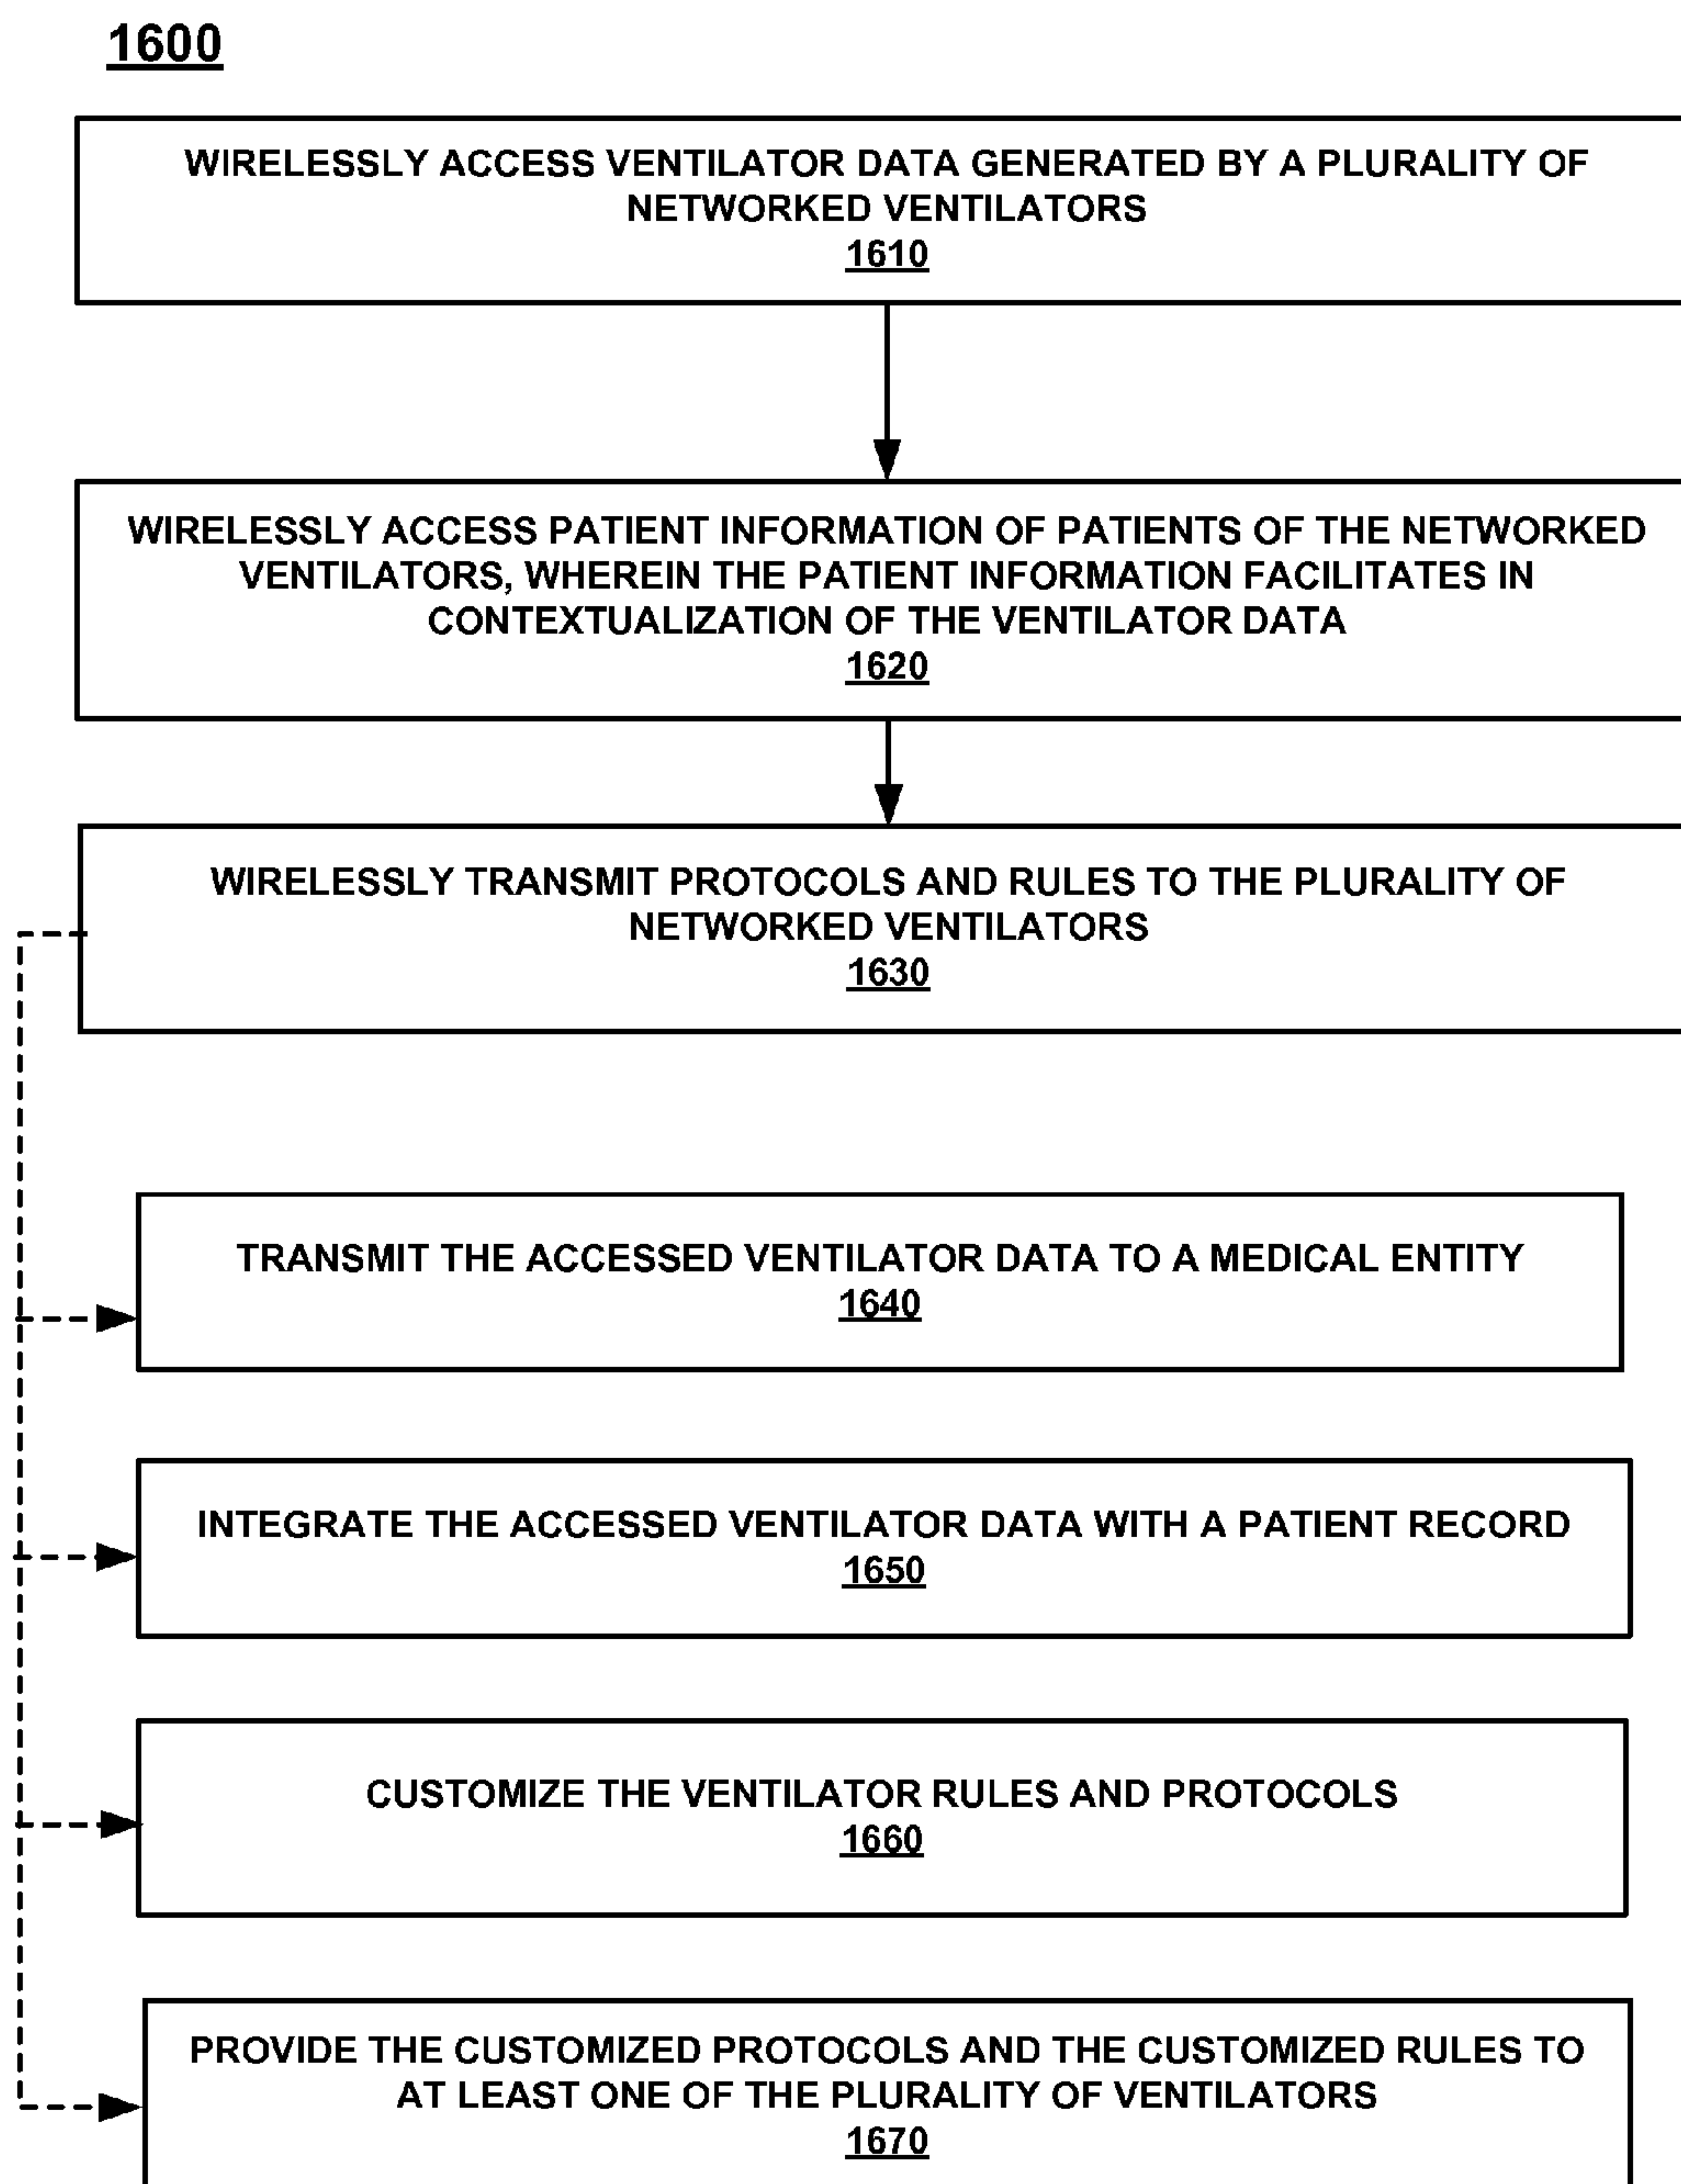 1600
WIRELESSLY ACCESS VENTILATOR DATA GENERATED BY A PLURALITY OF
NETWORKED VENTILATORS
1610
WIRELESSLY ACCESS PATIENT INFORMATION OF PATIENTS OF THE NETWORKED
VENTILATORS, WHEREIN THE PATIENT INFORMATION FACILITATES IN
CONTEXTUALIZATION OF THE VENTILATOR DATA
1620
WIRELESSLY TRANSMIT PROTOCOLS AND RULES TO THE PLURALITY OF
NETWORKED VENTILATORS
1630
TRANSMIT THE ACCESSED VENTILATOR DATA TO A MEDICAL ENTITY
1640
INTEGRATE THE ACCESSED VENTILATOR DATA WITH A PATIENT RECORD
1650
CUSTOMIZE THE VENTILATOR RULES AND PROTOCOLS
1660
PROVIDE THE CUSTOMIZED PROTOCOLS AND THE CUSTOMIZED RULES TO
AT LEAST ONE OF THE PLURALITY OF VENTILATORS
1670